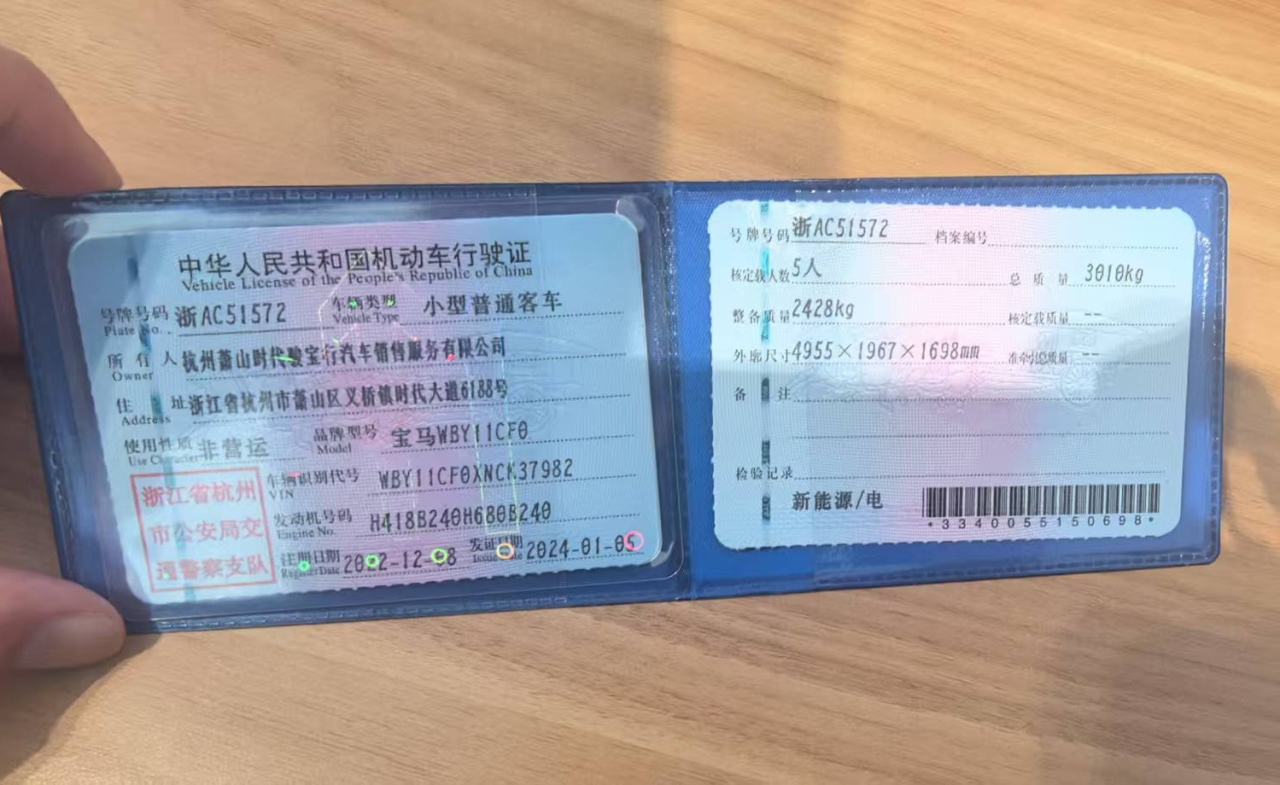 中华人民共和国机动车行驶证
Vehicle License of the People's Republic of China
号牌号码 浙AC51572 车辆类型 小型普通客车
Plate No. Vehicle Type
所有人 杭州萧山时代骏宝行汽车销售服务有限公司
Owner
住址 浙江省杭州市萧山区义桥镇时代大道6188号
Address
使用性质 非营运 品牌型号 宝马WBY11CF0
Use Character Model
浙江省杭州
市公安局交
通警察支队
车辆识别代号 WBY11CF0XNCK37982
VIN
发动机号码 H418B240H680B240
Engine No.
注册日期 2022-12-08 发证日期 2024-01-05
Register Date Issue Date
号牌号码 浙AC51572 档案编号
核定载人数 5人 总质量 3010kg
整备质量 2428kg 核定载质量 --
外廓尺寸 4955×1967×1698mm 准牵引总质量 --
备注
检验记录
新能源/电
*3340055150698*